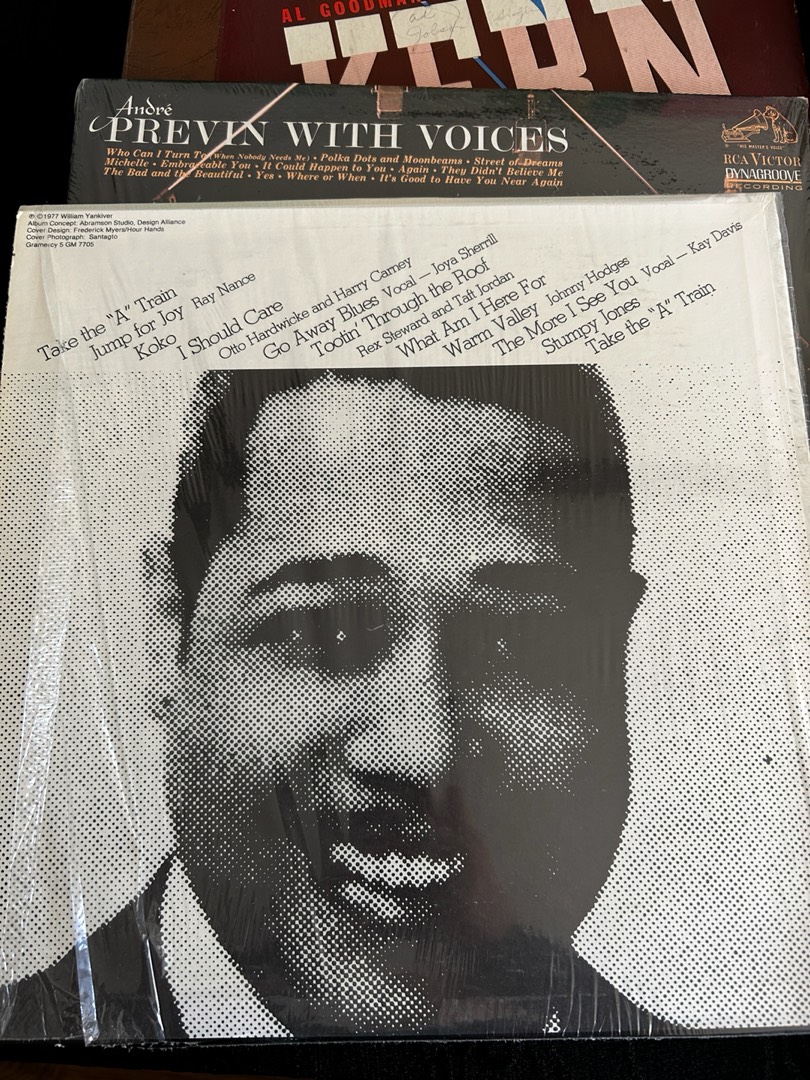 AL GOODMAN
KERN
André
PREVIN WITH VOICES
Who Can I Turn To (When Nobody Needs Me) • Polka Dots and Moonbeams • Street of Dreams
Michelle • Embraceable You • It Could Happen to You • Again • They Didn't Believe Me
The Bad and the Beautiful • Yes • Where or When • It's Good to Have You Near Again
"HIS MASTER'S VOICE"
RCA VICTOR
DYNAGROOVE
RECORDING
℗ ©1977 William Yankiver
Album Concept: Abramson Studio, Design Alliance
Cover Design: Frederick Myers/Hour Hands
Cover Photograph: Santagto
Gramercy 5 GM 7705
Take the "A" Train
Jump for Joy Ray Nance
Koko
I Should Care
Otto Hardwicke and Harry Carney
Go Away Blues Vocal — Joya Sherrill
Tootin' Through the Roof
Rex Steward and Taft Jordan
What Am I Here For
Warm Valley Johnny Hodges
The More I See You Vocal — Kay Davis
Stumpy Jones
Take the "A" Train